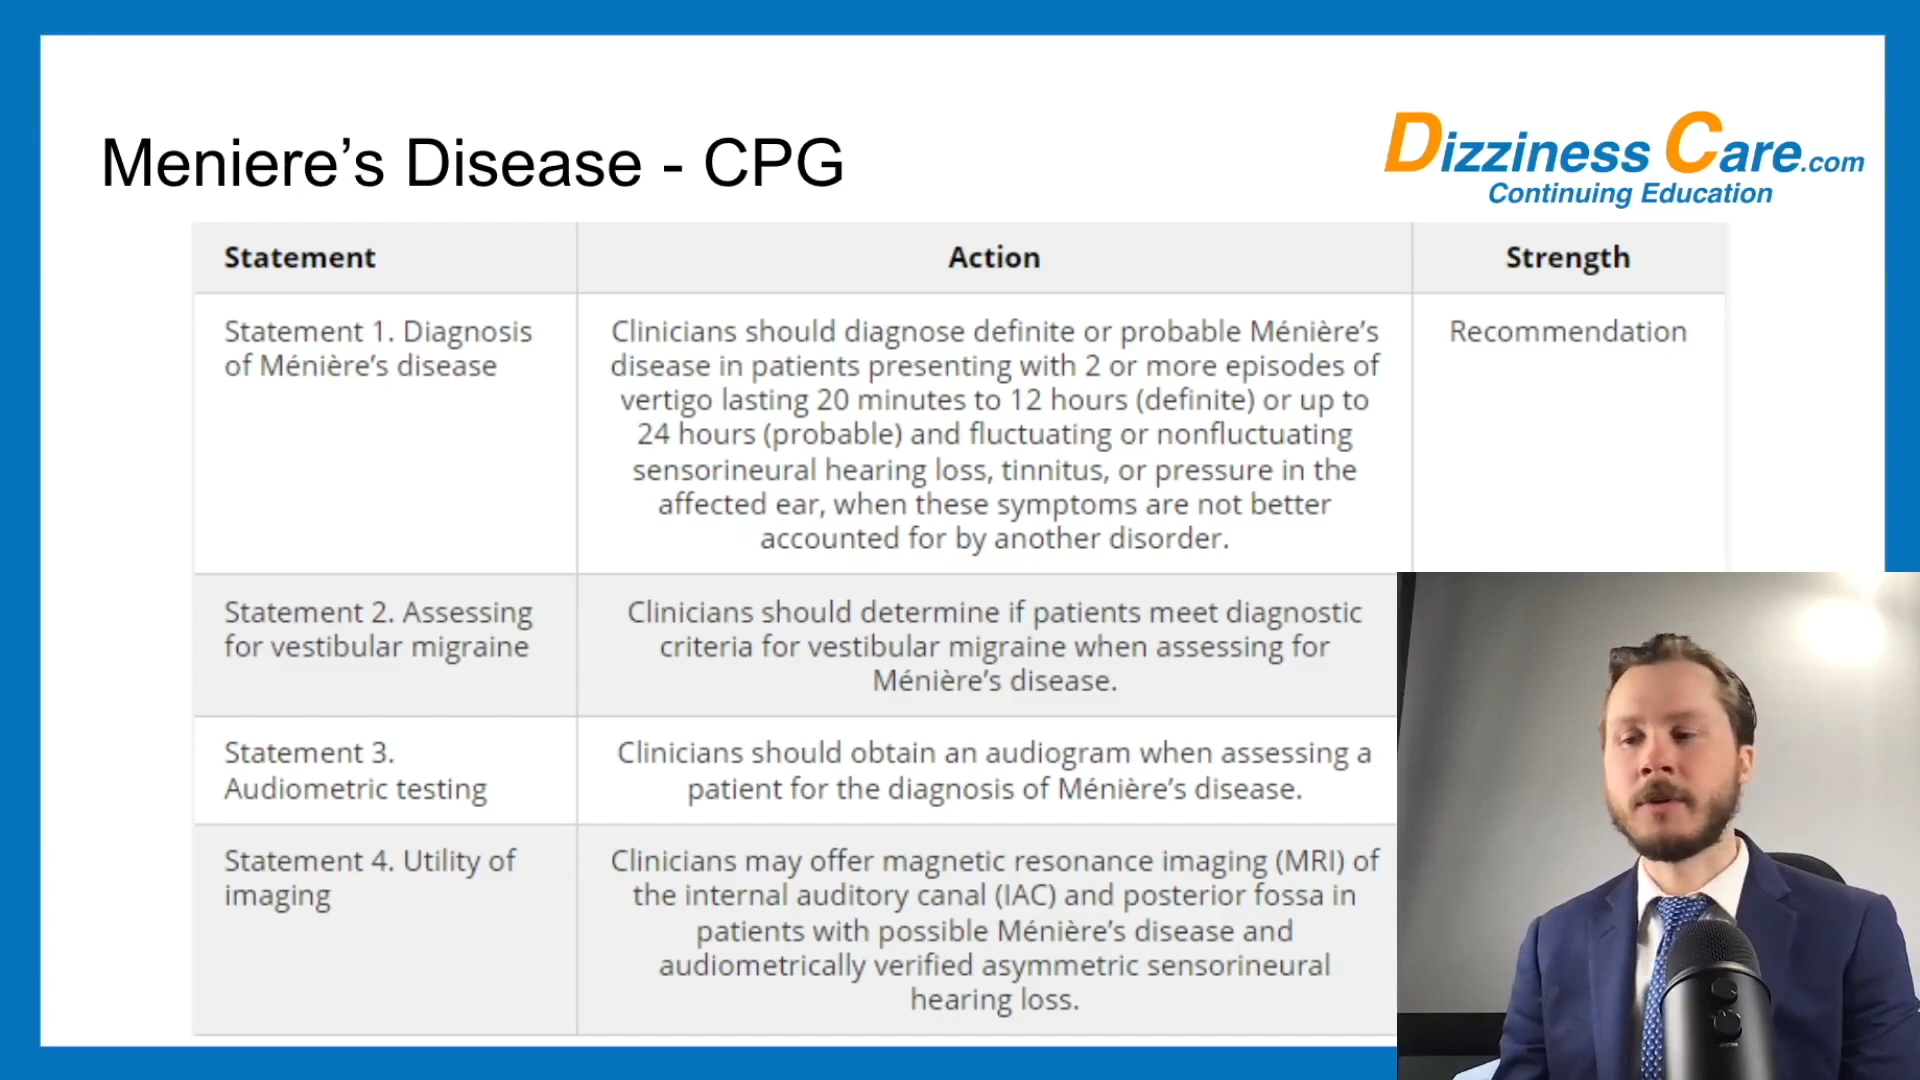 Meniere’s Disease - CPG
Dizziness Care.com
Continuing Education
Statement
Action
Strength
Statement 1. Diagnosis
of Ménière’s disease
Clinicians should diagnose definite or probable Ménière’s
disease in patients presenting with 2 or more episodes of
vertigo lasting 20 minutes to 12 hours (definite) or up to
24 hours (probable) and fluctuating or nonfluctuating
sensorineural hearing loss, tinnitus, or pressure in the
affected ear, when these symptoms are not better
accounted for by another disorder.
Recommendation
Statement 2. Assessing
for vestibular migraine
Clinicians should determine if patients meet diagnostic
criteria for vestibular migraine when assessing for
Ménière’s disease.
Statement 3.
Audiometric testing
Clinicians should obtain an audiogram when assessing a
patient for the diagnosis of Ménière’s disease.
Statement 4. Utility of
imaging
Clinicians may offer magnetic resonance imaging (MRI) of
the internal auditory canal (IAC) and posterior fossa in
patients with possible Ménière’s disease and
audiometrically verified asymmetric sensorineural
hearing loss.